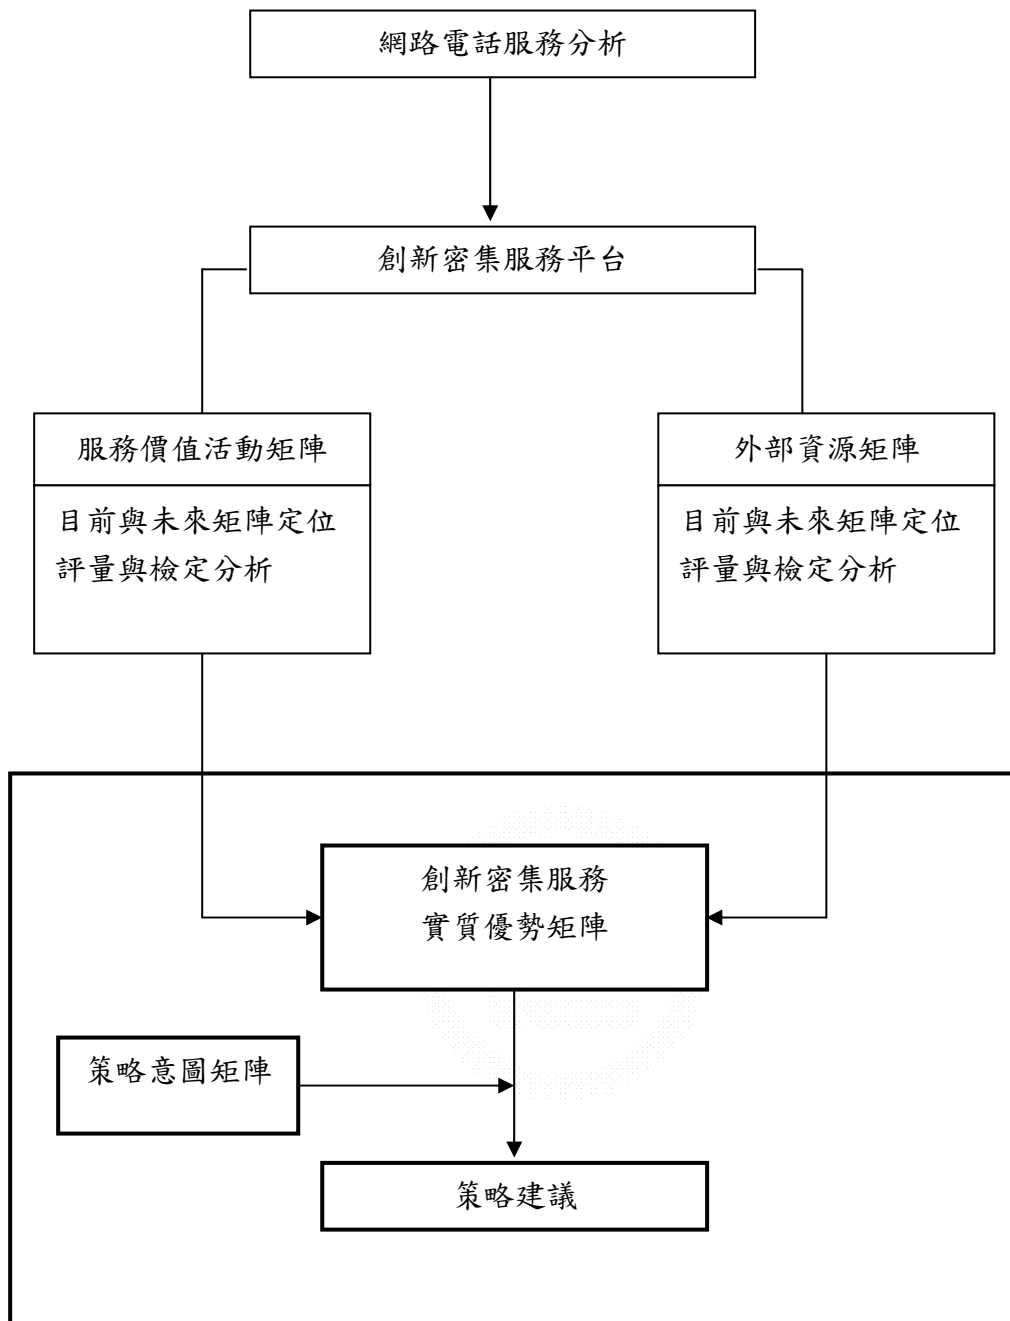 網路電話服務分析
創新密集服務平台
服務價值活動矩陣
目前與未來矩陣定位
評量與檢定分析
外部資源矩陣
目前與未來矩陣定位
評量與檢定分析
創新密集服務
實質優勢矩陣
策略意圖矩陣
策略建議